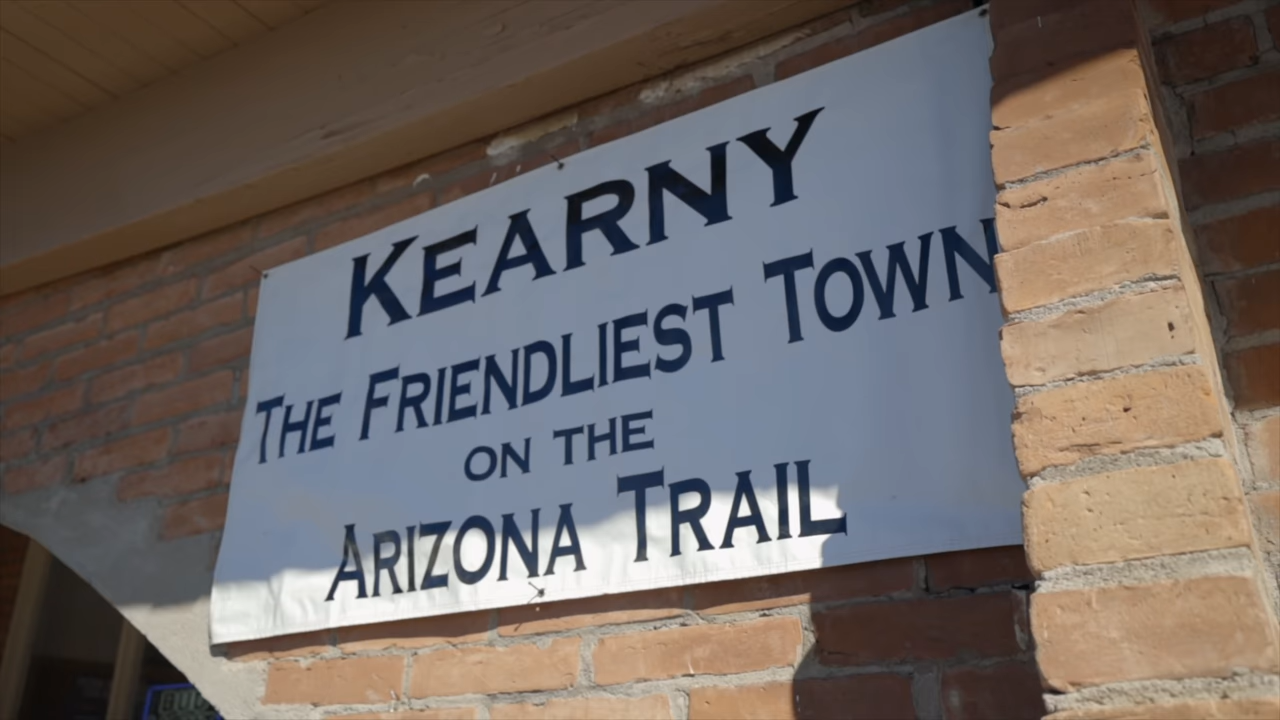 KEARNY
THE FRIENDLIEST TOWN
ON THE
ARIZONA TRAIL